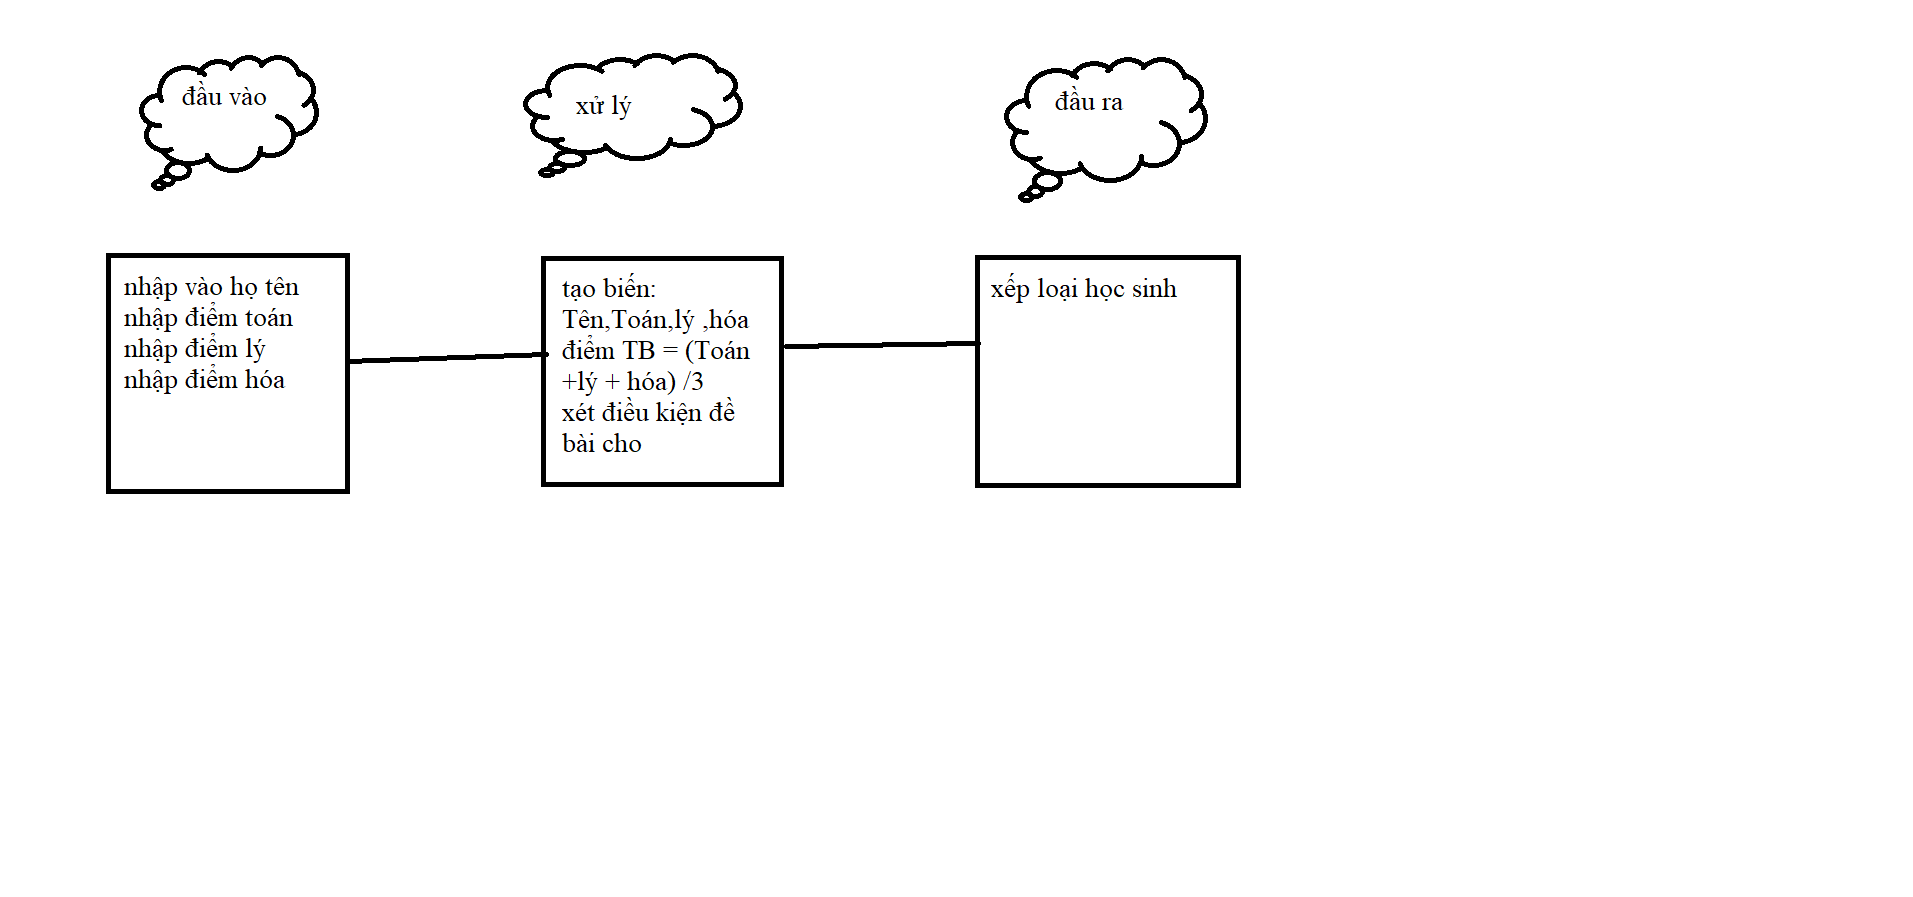 đầu vào
xử lý
đầu ra
nhập vào họ tên
nhập điểm toán
nhập điểm lý
nhập điểm hóa
tạo biến:
Tên,Toán,lý ,hóa
điểm TB = (Toán
+lý + hóa) /3
xét điều kiện đề
bài cho
xếp loại học sinh